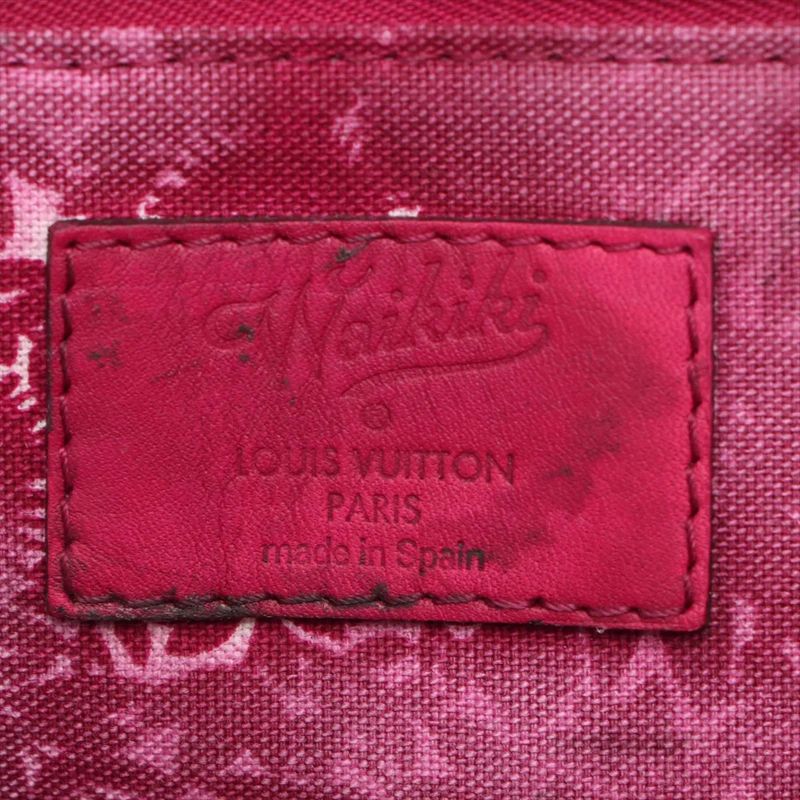 Waikiki
®
LOUIS VUITTON
PARIS
made in Spain